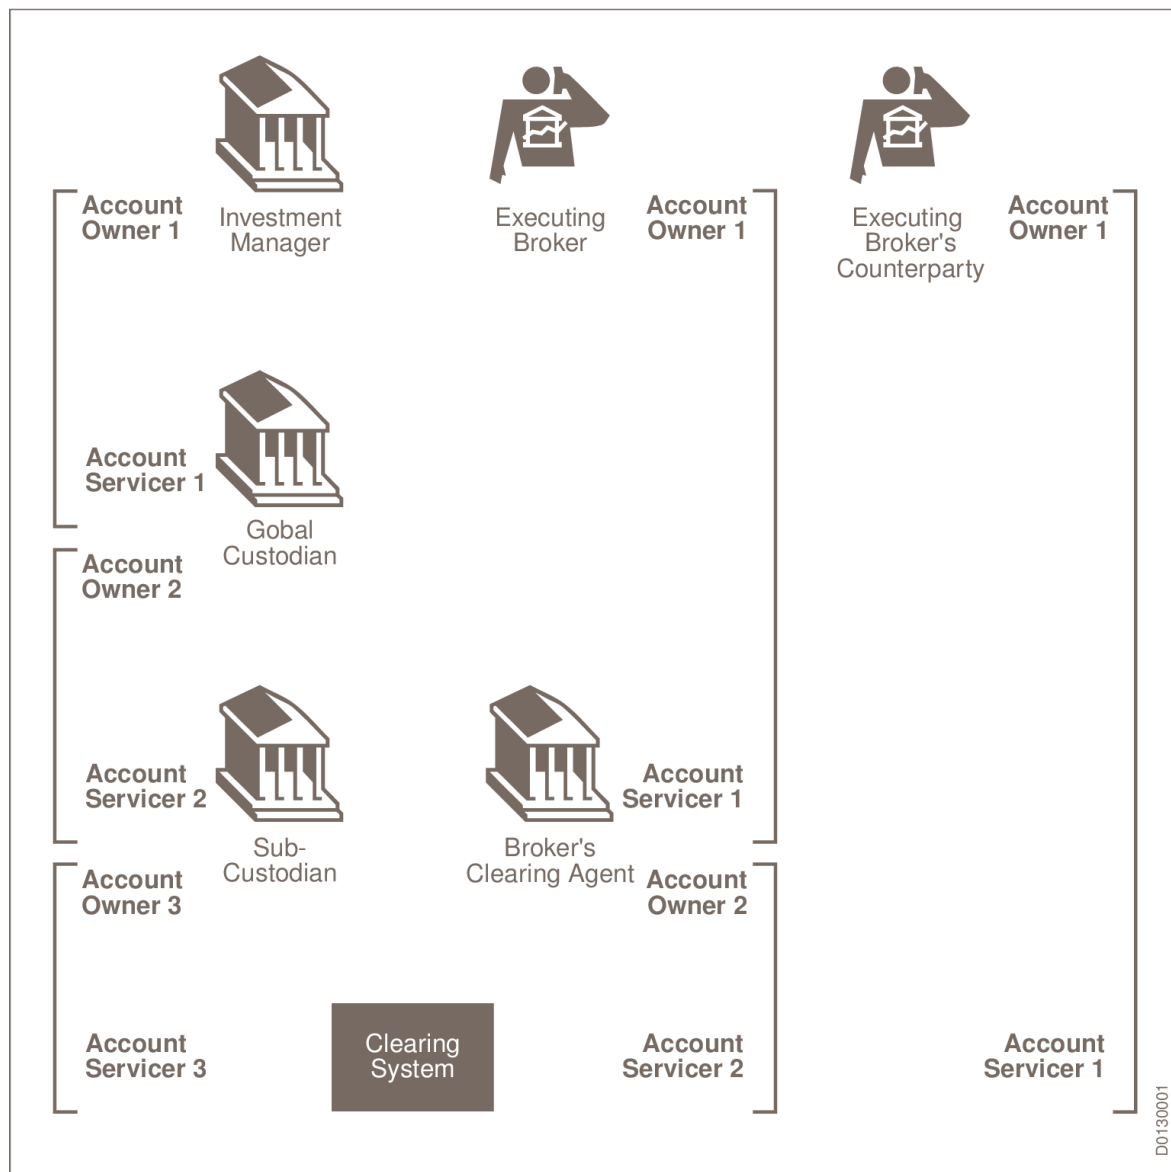 Account
Owner 1
Investment
Manager
Executing
Broker
Account
Owner 1
Executing
Broker's
Counterparty
Account
Owner 1
Account
Servicer 1
Gobal
Custodian
Account
Owner 2
Account
Servicer 2
Sub-
Custodian
Broker's
Clearing Agent
Account
Servicer 1
Account
Owner 3
Account
Owner 2
Account
Servicer 3
Clearing
System
Account
Servicer 2
Account
Servicer 1
D0130001